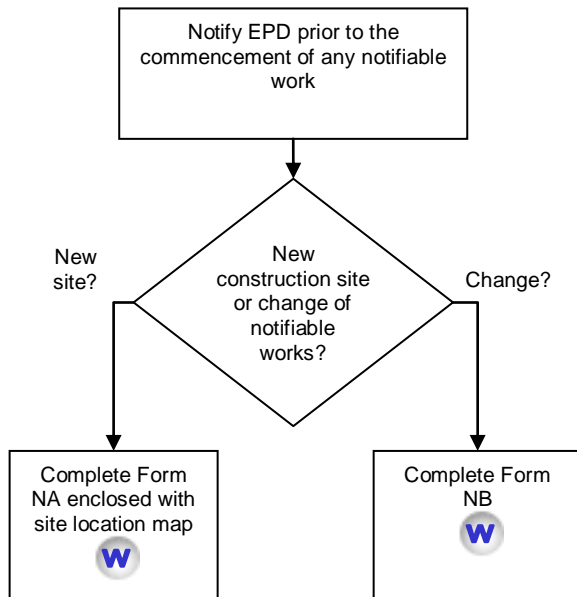 Notify EPD prior to the
commencement of any notifiable
work
New
site?
New
construction site
or change of
notifiable
works?
Change?
Complete Form
NA enclosed with
site location map
W
Complete Form
NB
W